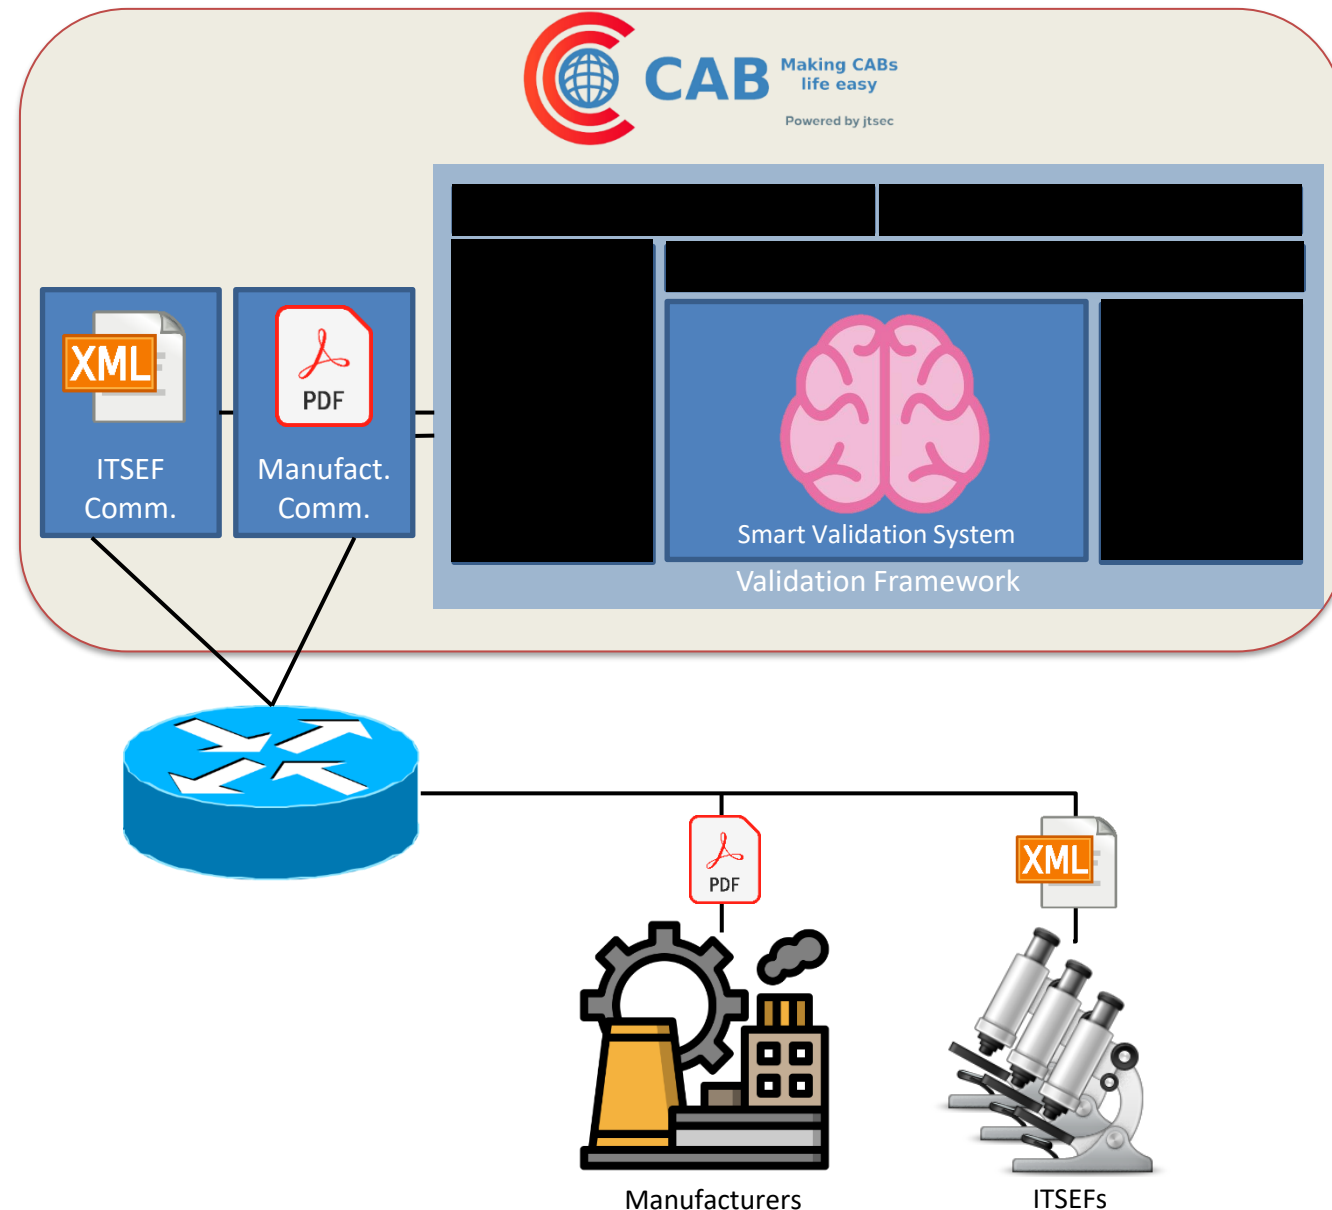 CAB
Making CABs
life easy
Powered by jtsec
XML
ITSEF
Comm.
PDF
Manufact.
Comm.
Smart Validation System
Validation Framework
PDF
XML
Manufacturers
ITSEFs